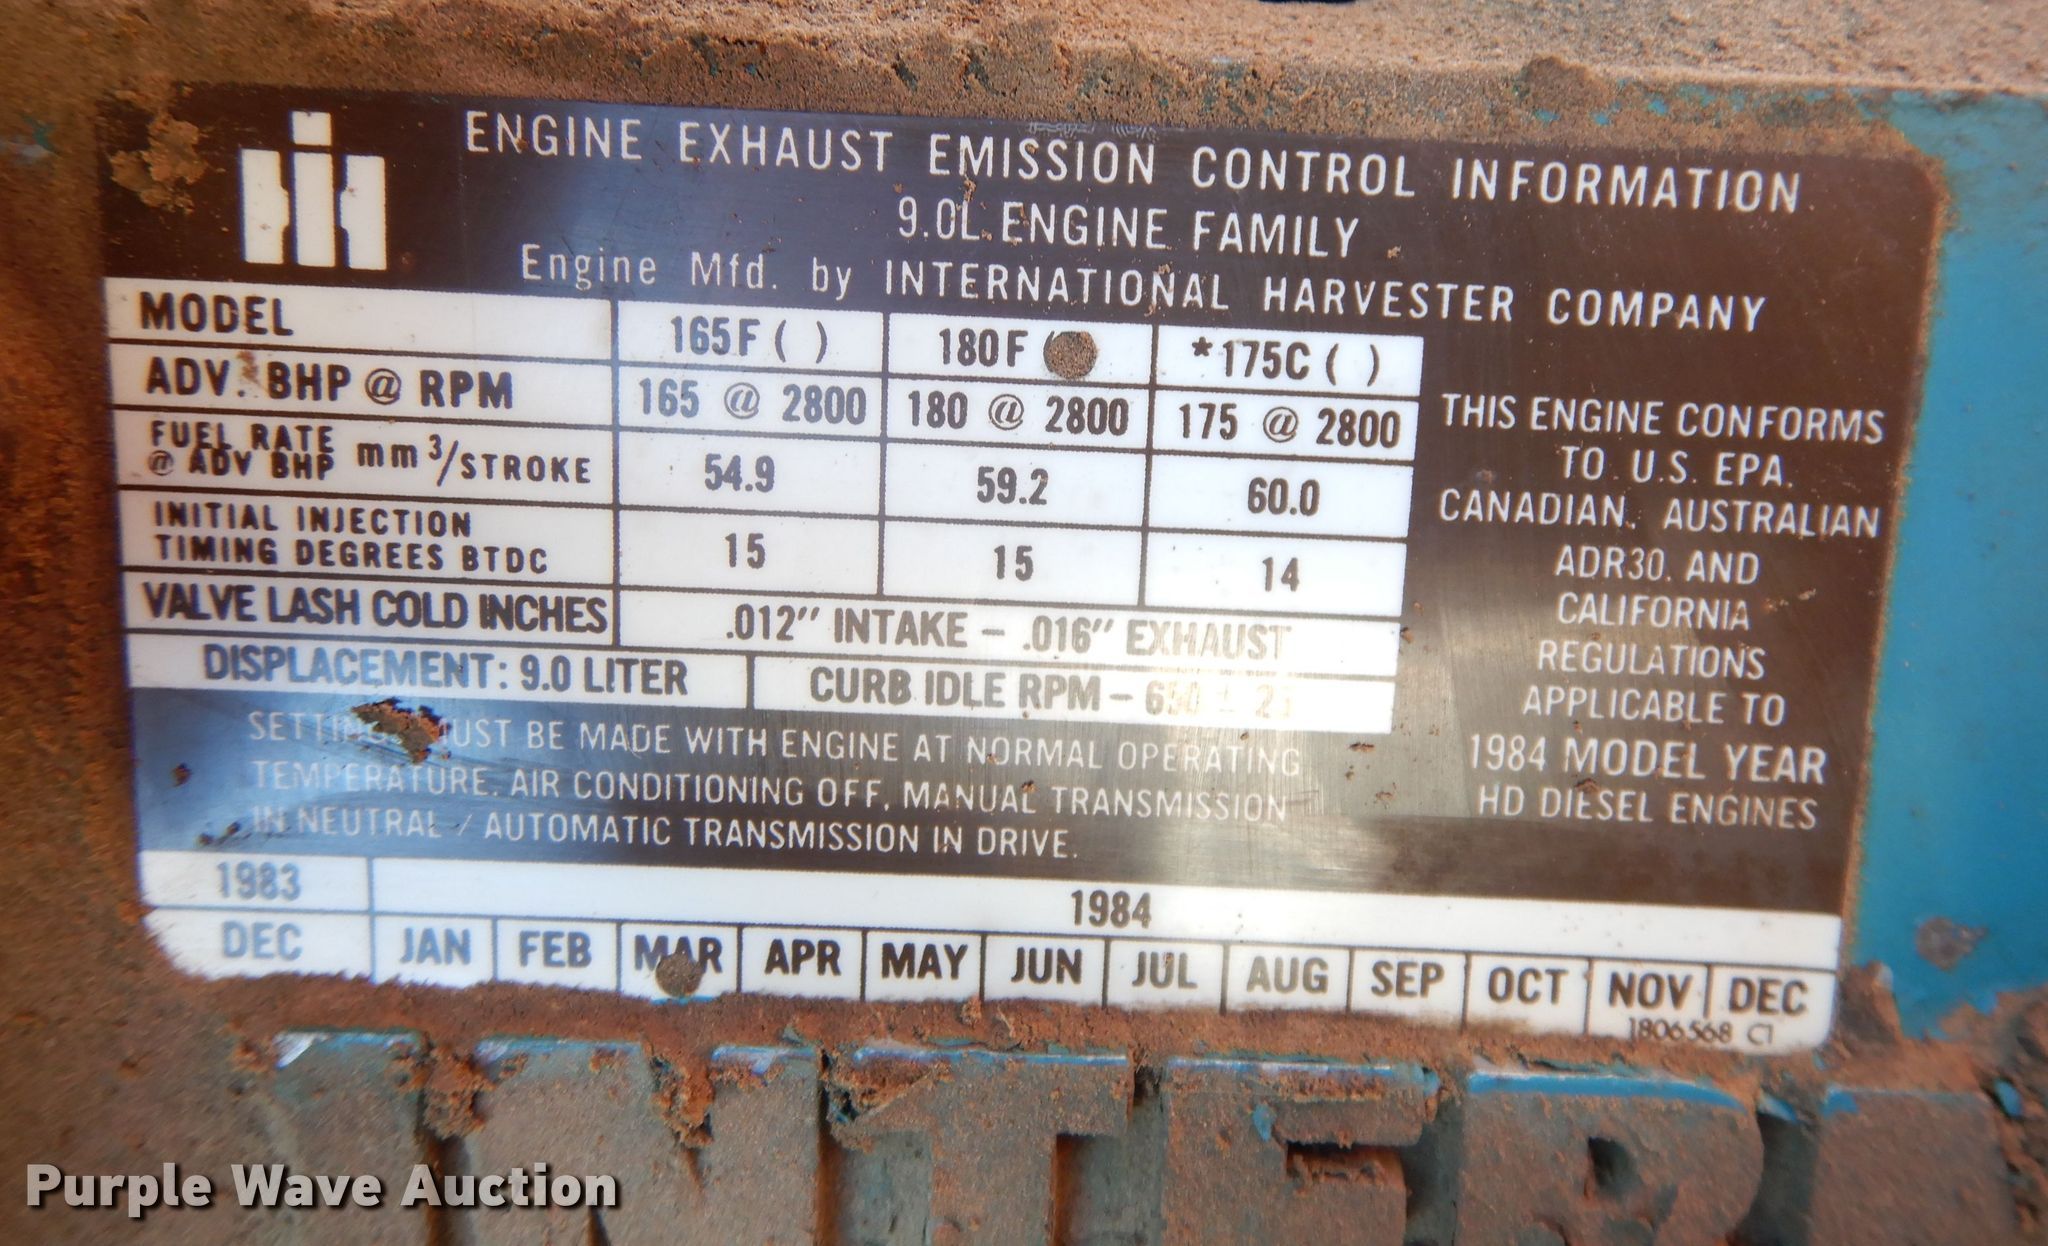 ENGINE EXHAUST EMISSION CONTROL INFORMATION
9.0L ENGINE FAMILY
Engine Mfd. by INTERNATIONAL HARVESTER COMPANY
MODEL 165F ( ) 180F ( *175C ( )
ADV. BHP @ RPM 165 @ 2800 180 @ 2800 175 @ 2800
FUEL RATE @ ADV BHP mm³/STROKE 54.9 59.2 60.0
INITIAL INJECTION TIMING DEGREES BTDC 15 15 14
VALVE LASH COLD INCHES .012" INTAKE – .016" EXHAUST
DISPLACEMENT: 9.0 LITER CURB IDLE RPM – 650 ±
SETTINGS MUST BE MADE WITH ENGINE AT NORMAL OPERATING
TEMPERATURE. AIR CONDITIONING OFF, MANUAL TRANSMISSION
IN NEUTRAL / AUTOMATIC TRANSMISSION IN DRIVE.
THIS ENGINE CONFORMS
TO U.S. EPA.
CANADIAN, AUSTRALIAN
ADR30. AND
CALIFORNIA
REGULATIONS
APPLICABLE TO
1984 MODEL YEAR
HD DIESEL ENGINES
1983 1984
DEC JAN FEB MAR APR MAY JUN JUL AUG SEP OCT NOV DEC
1806568 C1
INTER
Purple Wave Auction